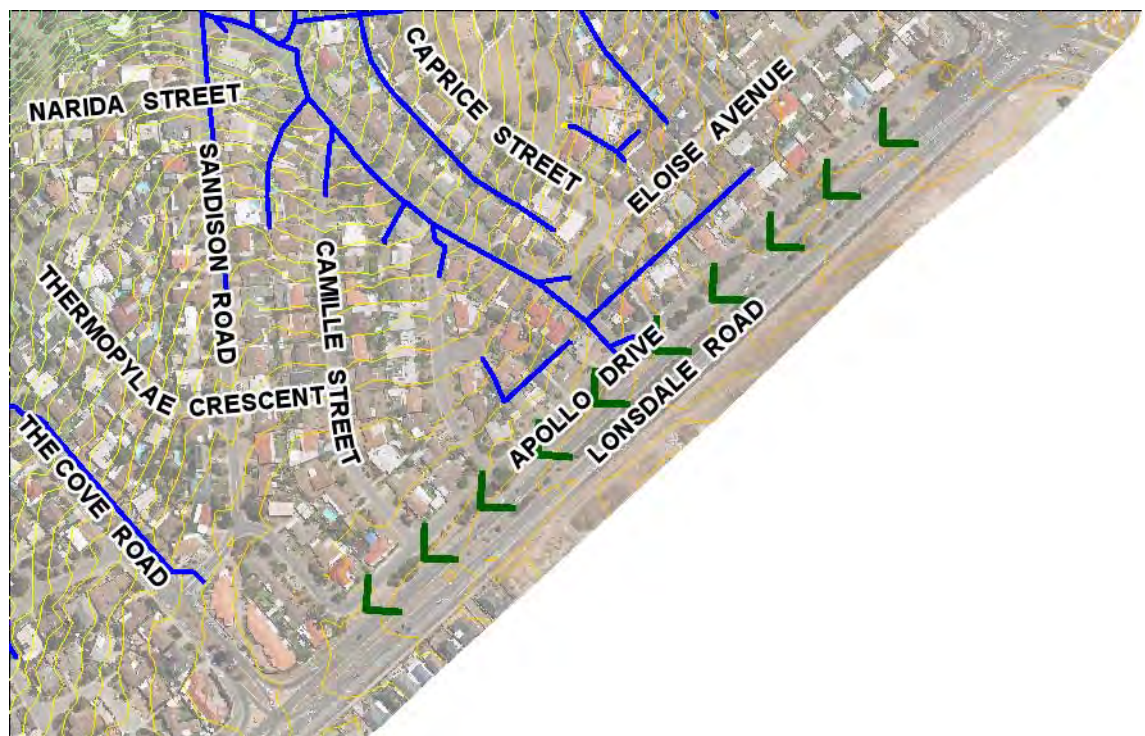 CAPRICE STREET
ELOISE AVENUE
NARIDA STREET
SANDISON ROAD
CAMILLE STREET
THERMOPYLAE CRESCENT
APOLLO DRIVE
LONSDALE ROAD
THE COVE ROAD